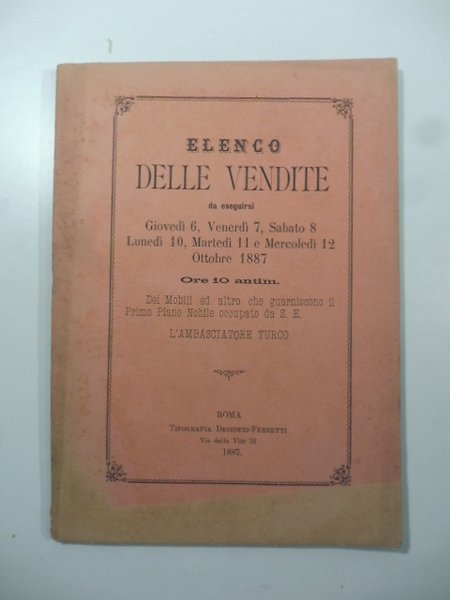 ELENCO
DELLE VENDITE
da eseguirsi
Giovedì 6, Venerdì 7, Sabato 8
Lunedì 10, Martedì 11 e Mercoledì 12
Ottobre 1887
Ore 10 antim.
Dei Mobili ed altro che guarniscono il
Primo Piano Nobile occupato da S. E.
L'AMBASCIATORE TURCO
ROMA
TIPOGRAFIA DESIDERI-FERRETTI
Via della Vite 38
1887.